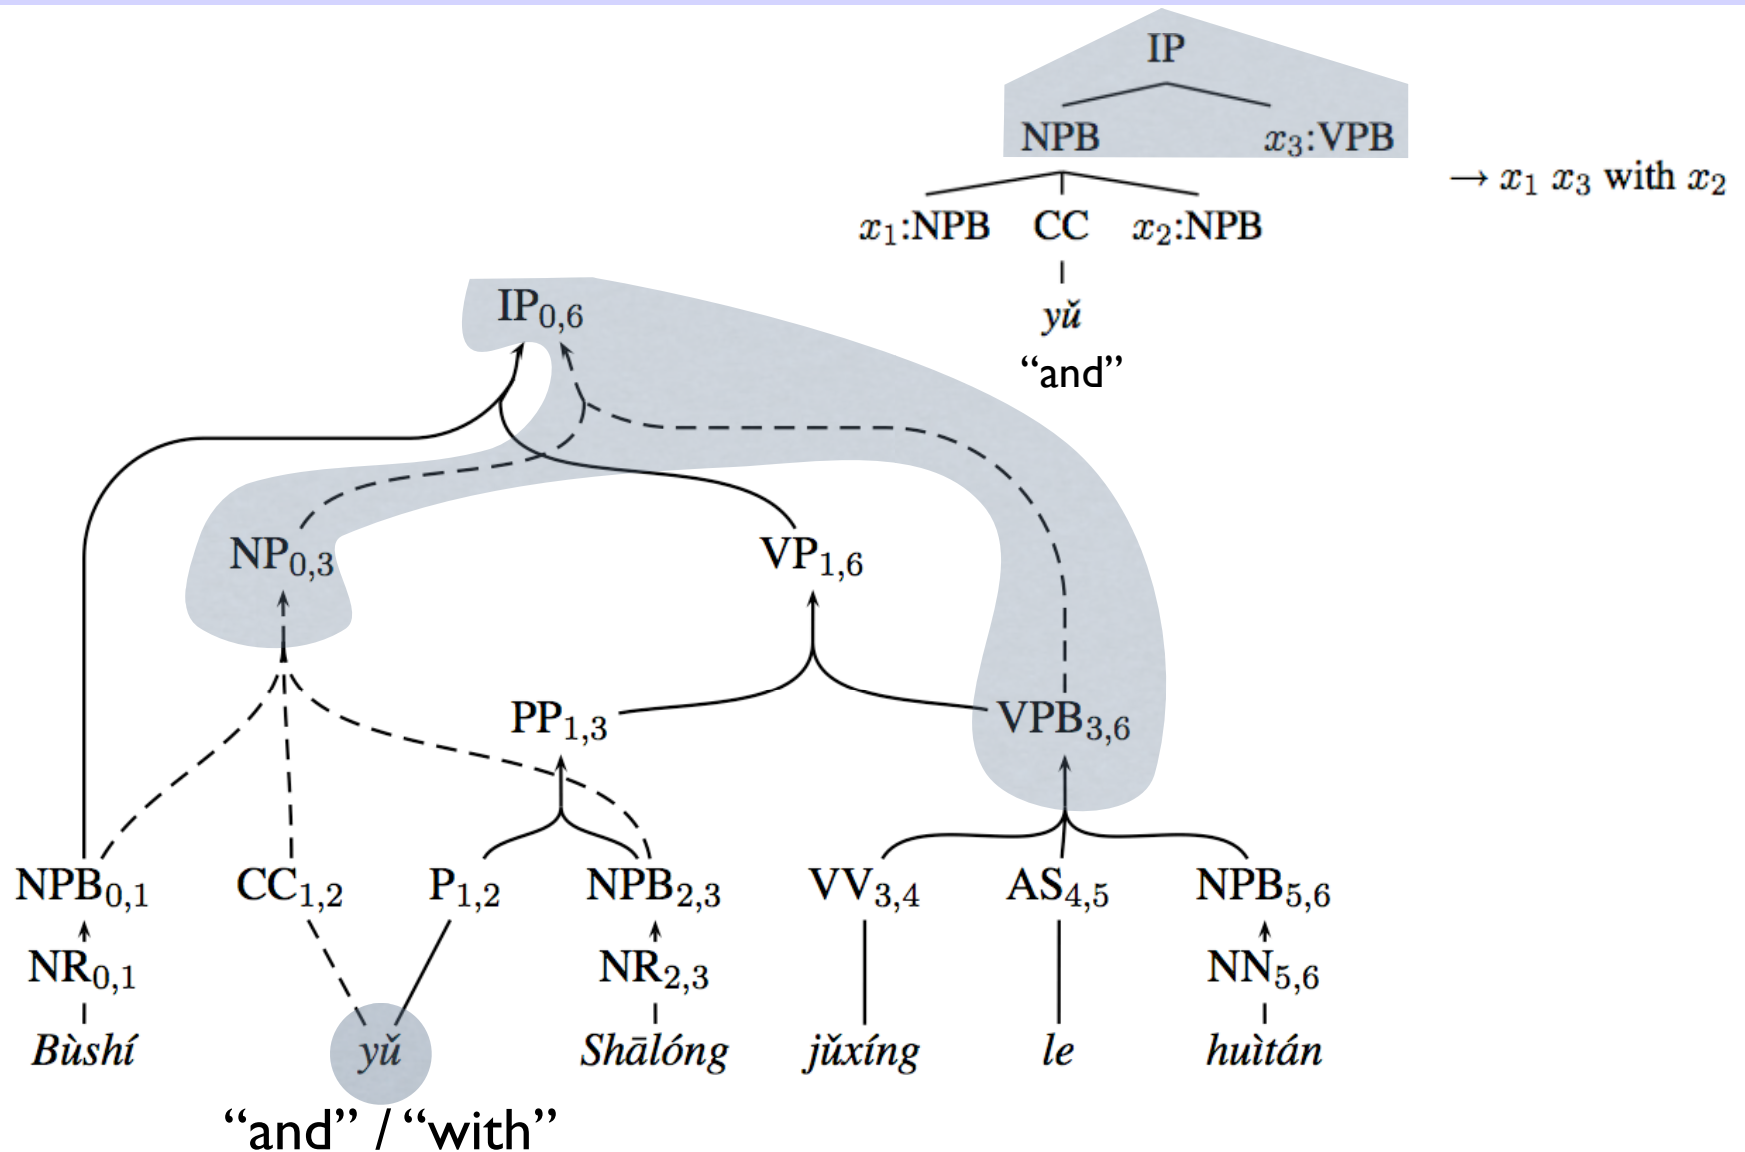 IP
NPB x₃:VPB
→ x₁ x₃ with x₂
x₁:NPB CC x₂:NPB
yǔ
“and”
IP₀,₆
NP₀,₃ VP₁,₆
PP₁,₃ VPB₃,₆
NPB₀,₁ CC₁,₂ P₁,₂ NPB₂,₃ VV₃,₄ AS₄,₅ NPB₅,₆
NR₀,₁ NR₂,₃ NN₅,₆
Bùshí yǔ Shālóng jǔxíng le huìtán
“and” / “with”